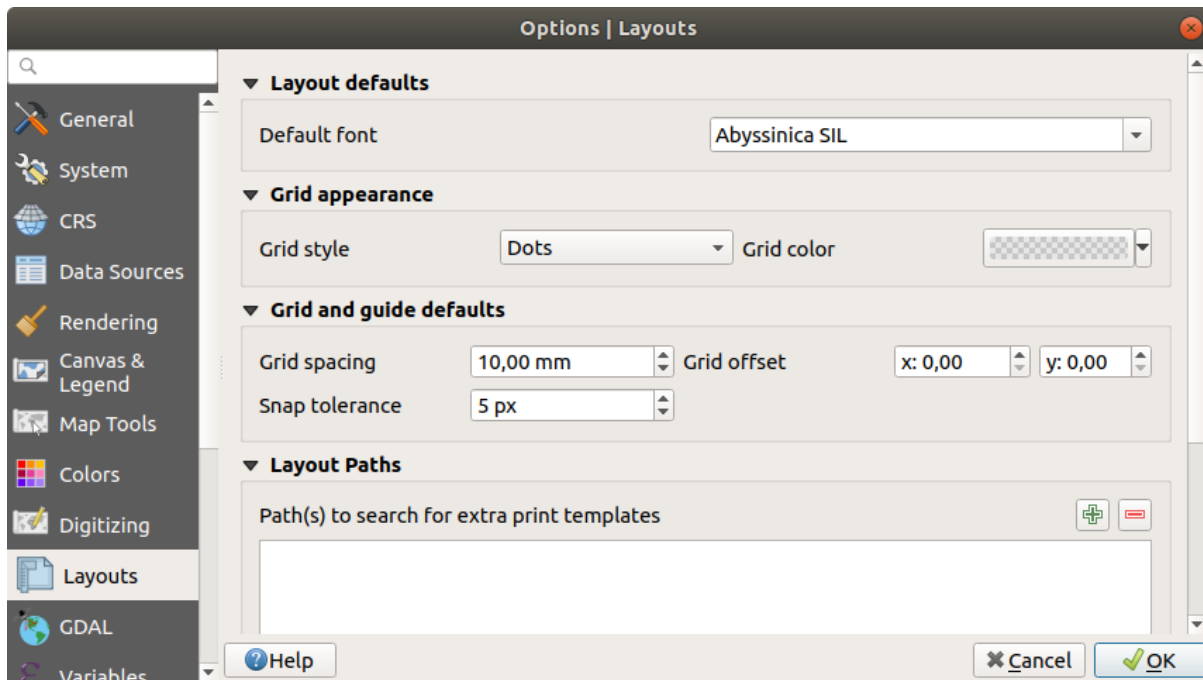 Options | Layouts
General
System
CRS
Data Sources
Rendering
Canvas &
Legend
Map Tools
Colors
Digitizing
Layouts
GDAL
Variables
Layout defaults
Default font
Abyssinica SIL
Grid appearance
Grid style
Dots
Grid color
Grid and guide defaults
Grid spacing
10,00 mm
Grid offset
x: 0,00
y: 0,00
Snap tolerance
5 px
Layout Paths
Path(s) to search for extra print templates
Help
Cancel
OK